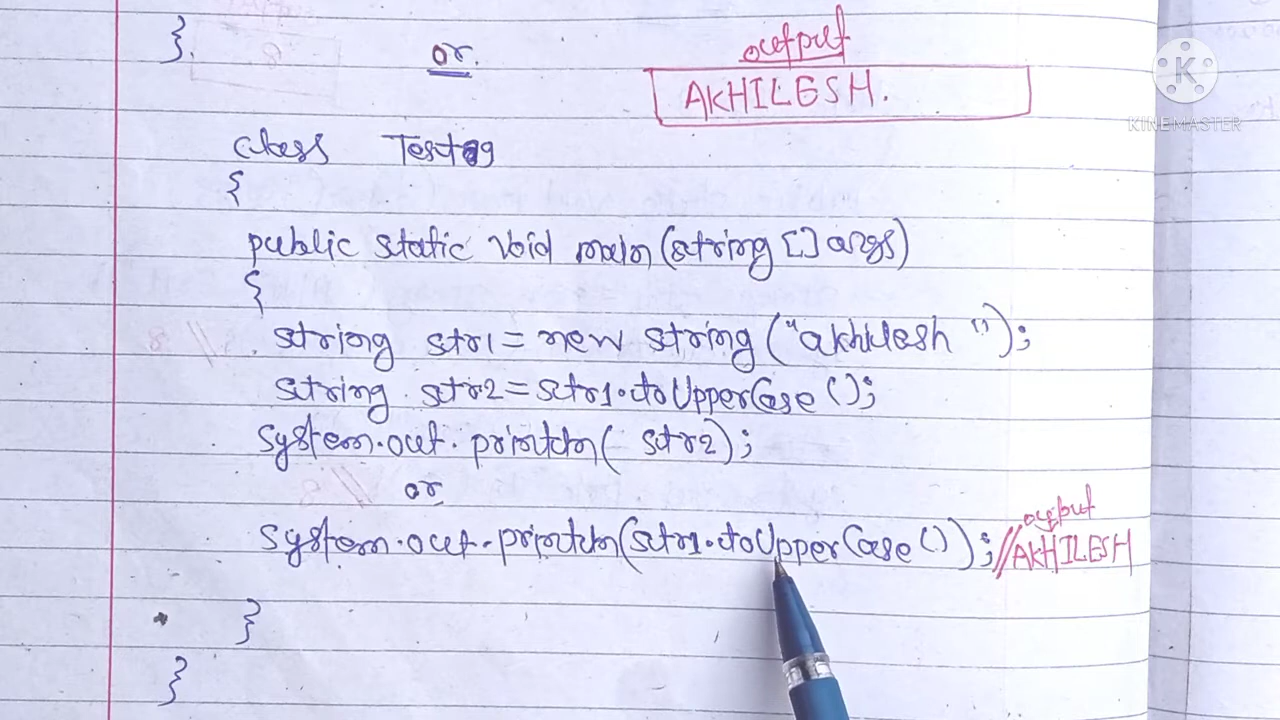 }.
or.
output
AKHILESH.
KINEMASTER
class Test9
{
public static void main(string [] args)
{
string str1 = new string ("akhilesh ");
string str2 = str1.toUpperCase ();
System.out.println( str2);
or
System.out.println(str1.toUpperCase ()); //AKHILESH
output
}
}